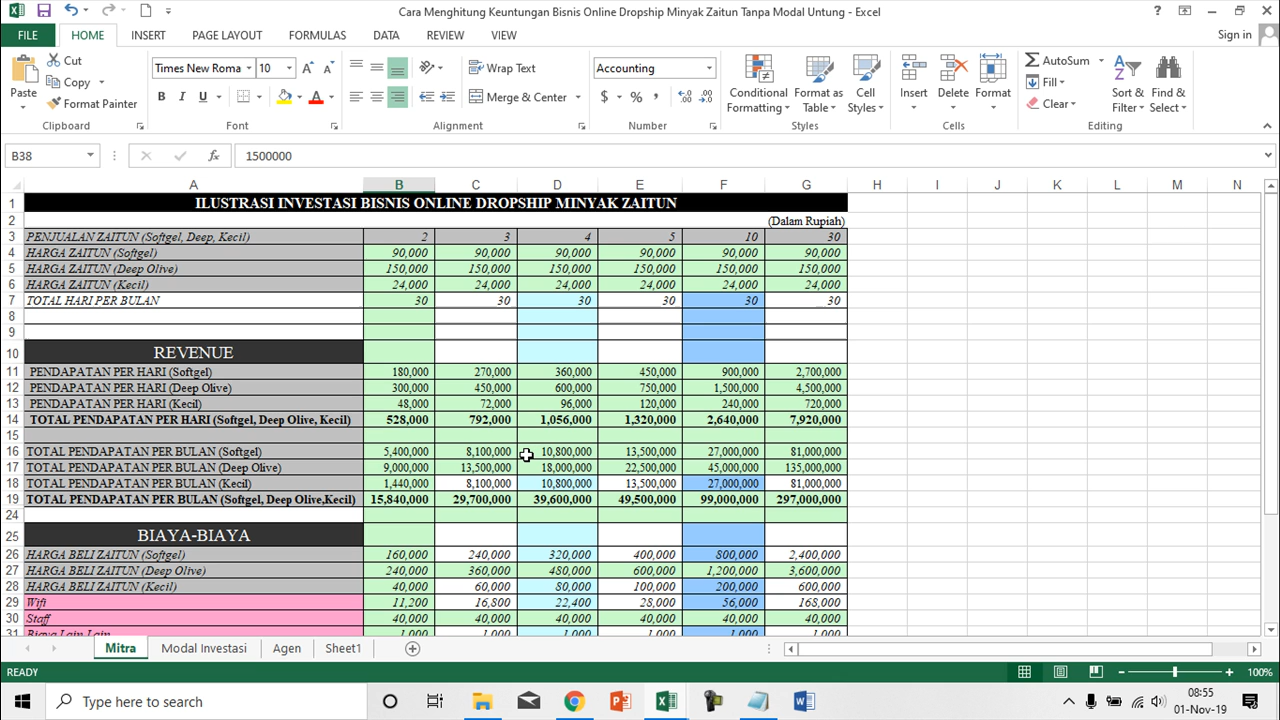 Cara Menghitung Keuntungan Bisnis Online Dropship Minyak Zaitun Tanpa Modal Untung - Excel
FILE HOME INSERT PAGE LAYOUT FORMULAS DATA REVIEW VIEW Sign in
Cut Times New Roma 10 Wrap Text Accounting AutoSum
Copy Fill
Paste Format Painter B I U Merge & Center $ % Conditional Formatting Format as Table Cell Styles Insert Delete Format Clear Sort & Filter Find & Select
Clipboard Font Alignment Number Styles Cells Editing
B38 fx 1500000
A B C D E F G H I J K L M N
1 ILUSTRASI INVESTASI BISNIS ONLINE DROPSHIP MINYAK ZAITUN
2 (Dalam Rupiah)
3 PENJUALAN ZAITUN (Softgel, Deep, Kecil) 2 3 4 5 10 30
4 HARGA ZAITUN (Softgel) 90,000 90,000 90,000 90,000 90,000 90,000
5 HARGA ZAITUN (Deep Olive) 150,000 150,000 150,000 150,000 150,000 150,000
6 HARGA ZAITUN (Kecil) 24,000 24,000 24,000 24,000 24,000 24,000
7 TOTAL HARI PER BULAN 30 30 30 30 30 30
8
9
10 REVENUE
11 PENDAPATAN PER HARI (Softgel) 180,000 270,000 360,000 450,000 900,000 2,700,000
12 PENDAPATAN PER HARI (Deep Olive) 300,000 450,000 600,000 750,000 1,500,000 4,500,000
13 PENDAPATAN PER HARI (Kecil) 48,000 72,000 96,000 120,000 240,000 720,000
14 TOTAL PENDAPATAN PER HARI (Softgel, Deep Olive, Kecil) 528,000 792,000 1,056,000 1,320,000 2,640,000 7,920,000
15
16 TOTAL PENDAPATAN PER BULAN (Softgel) 5,400,000 8,100,000 10,800,000 13,500,000 27,000,000 81,000,000
17 TOTAL PENDAPATAN PER BULAN (Deep Olive) 9,000,000 13,500,000 18,000,000 22,500,000 45,000,000 135,000,000
18 TOTAL PENDAPATAN PER BULAN (Kecil) 1,440,000 8,100,000 10,800,000 13,500,000 27,000,000 81,000,000
19 TOTAL PENDAPATAN PER BULAN (Softgel, Deep Olive,Kecil) 15,840,000 29,700,000 39,600,000 49,500,000 99,000,000 297,000,000
24
25 BIAYA-BIAYA
26 HARGA BELI ZAITUN (Softgel) 160,000 240,000 320,000 400,000 800,000 2,400,000
27 HARGA BELI ZAITUN (Deep Olive) 240,000 360,000 480,000 600,000 1,200,000 3,600,000
28 HARGA BELI ZAITUN (Kecil) 40,000 60,000 80,000 100,000 200,000 600,000
29 Wifi 11,200 16,800 22,400 28,000 56,000 168,000
30 Staff 40,000 40,000 40,000 40,000 40,000 40,000
31 Biaya Lain Lain 1,000 1,000 1,000 1,000 1,000 1,000
Mitra Modal Investasi Agen Sheet1
READY 100%
Type here to search 08:55
01-Nov-19